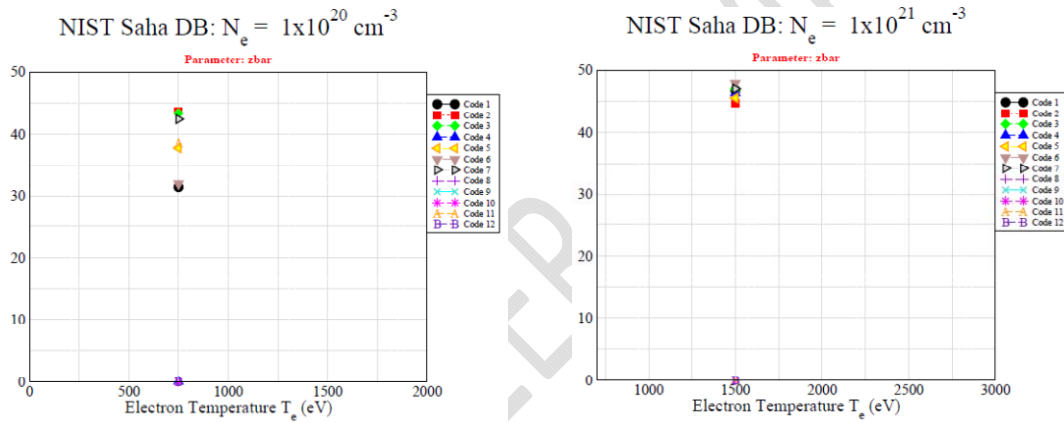 NIST Saha DB: Nₑ = 1x10²⁰ cm⁻³
Parameter: zbar
50
40
30
20
10
0
0 500 1000 1500 2000
Electron Temperature Tₑ (eV)
Code 1
Code 2
Code 3
Code 4
Code 5
Code 6
Code 7
Code 8
Code 9
Code 10
Code 11
Code 12
NIST Saha DB: Nₑ = 1x10²¹ cm⁻³
Parameter: zbar
50
40
30
20
10
0
1000 1500 2000 2500 3000
Electron Temperature Tₑ (eV)
Code 1
Code 2
Code 3
Code 4
Code 5
Code 6
Code 7
Code 8
Code 9
Code 10
Code 11
Code 12